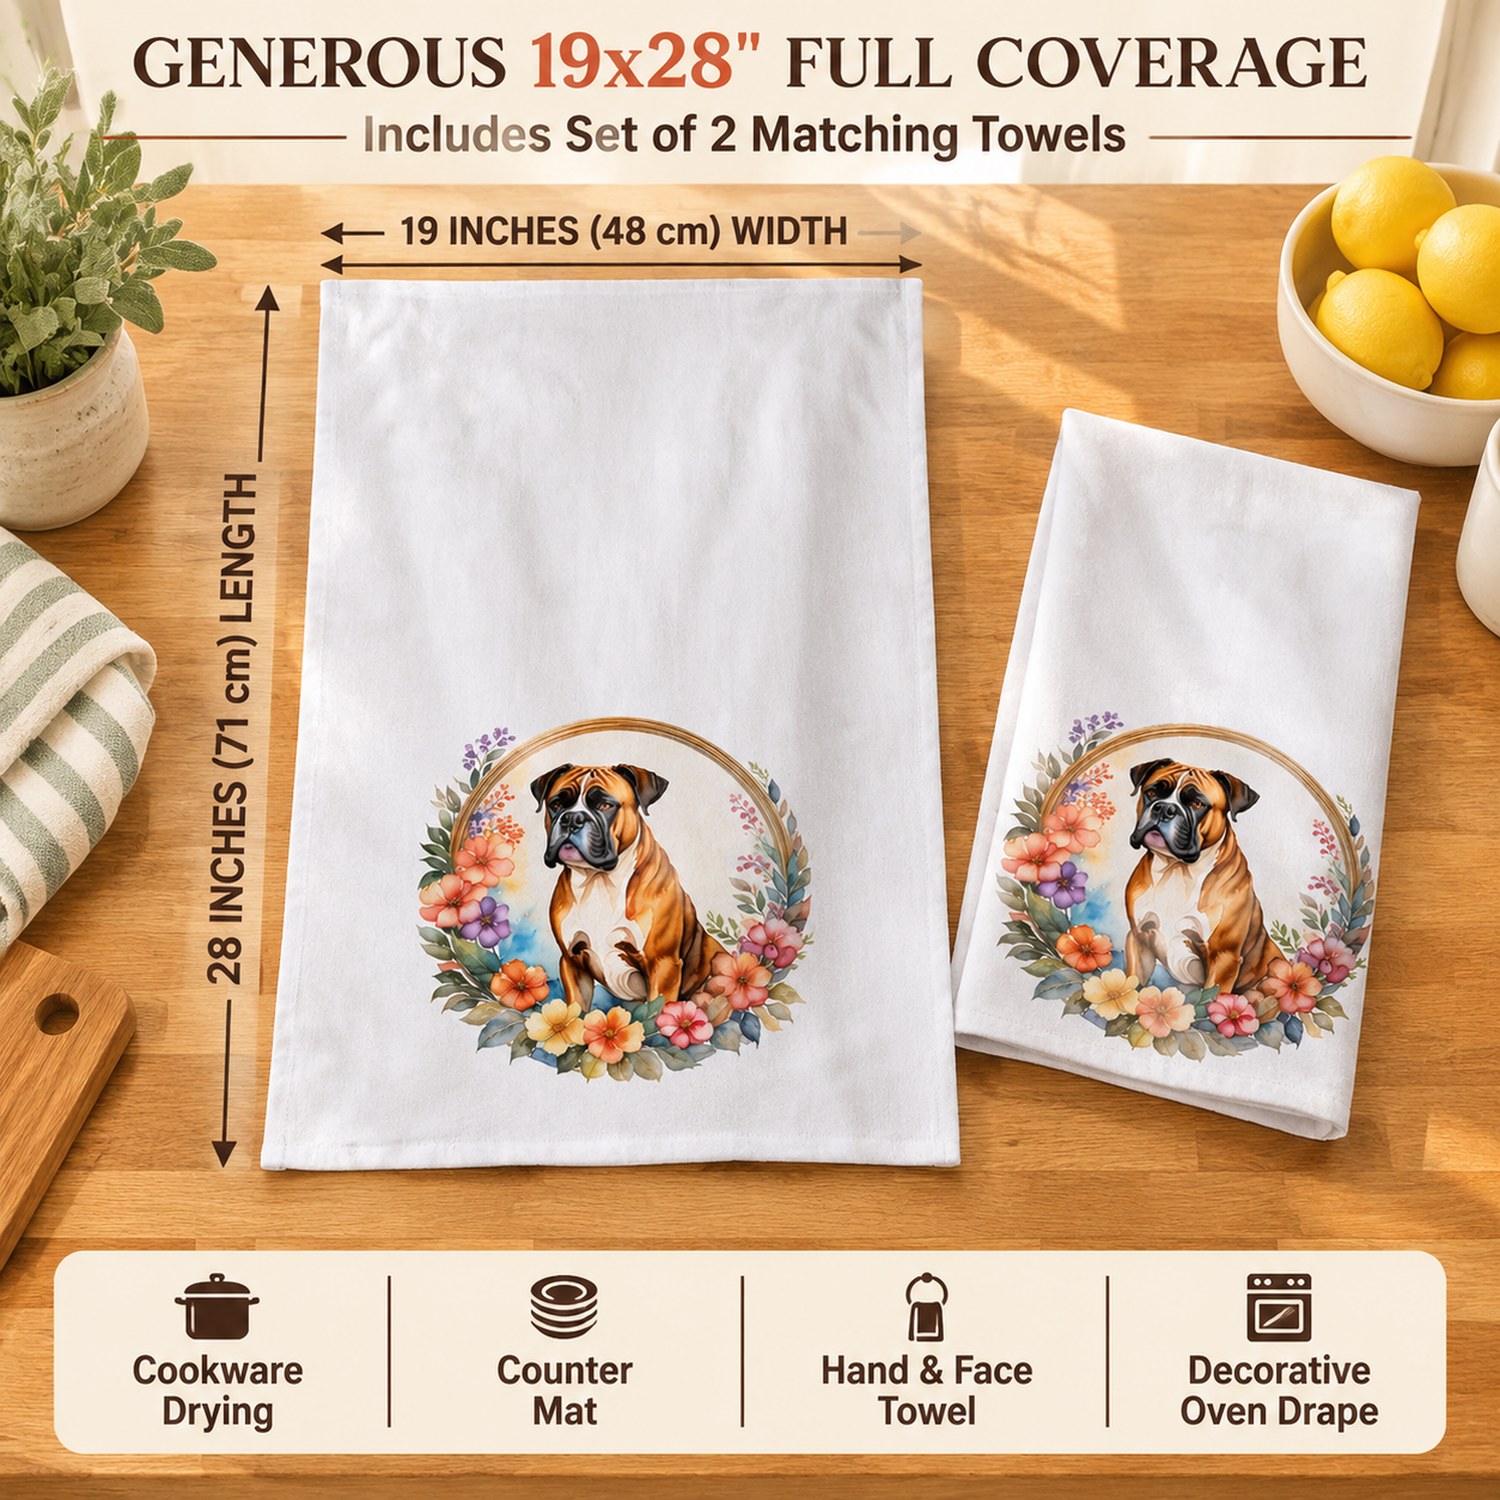 GENEROUS 19x28" FULL COVERAGE
Includes Set of 2 Matching Towels
19 INCHES (48 cm) WIDTH
28 INCHES (71 cm) LENGTH
Cookware
Drying
Counter
Mat
Hand & Face
Towel
Decorative
Oven Drape